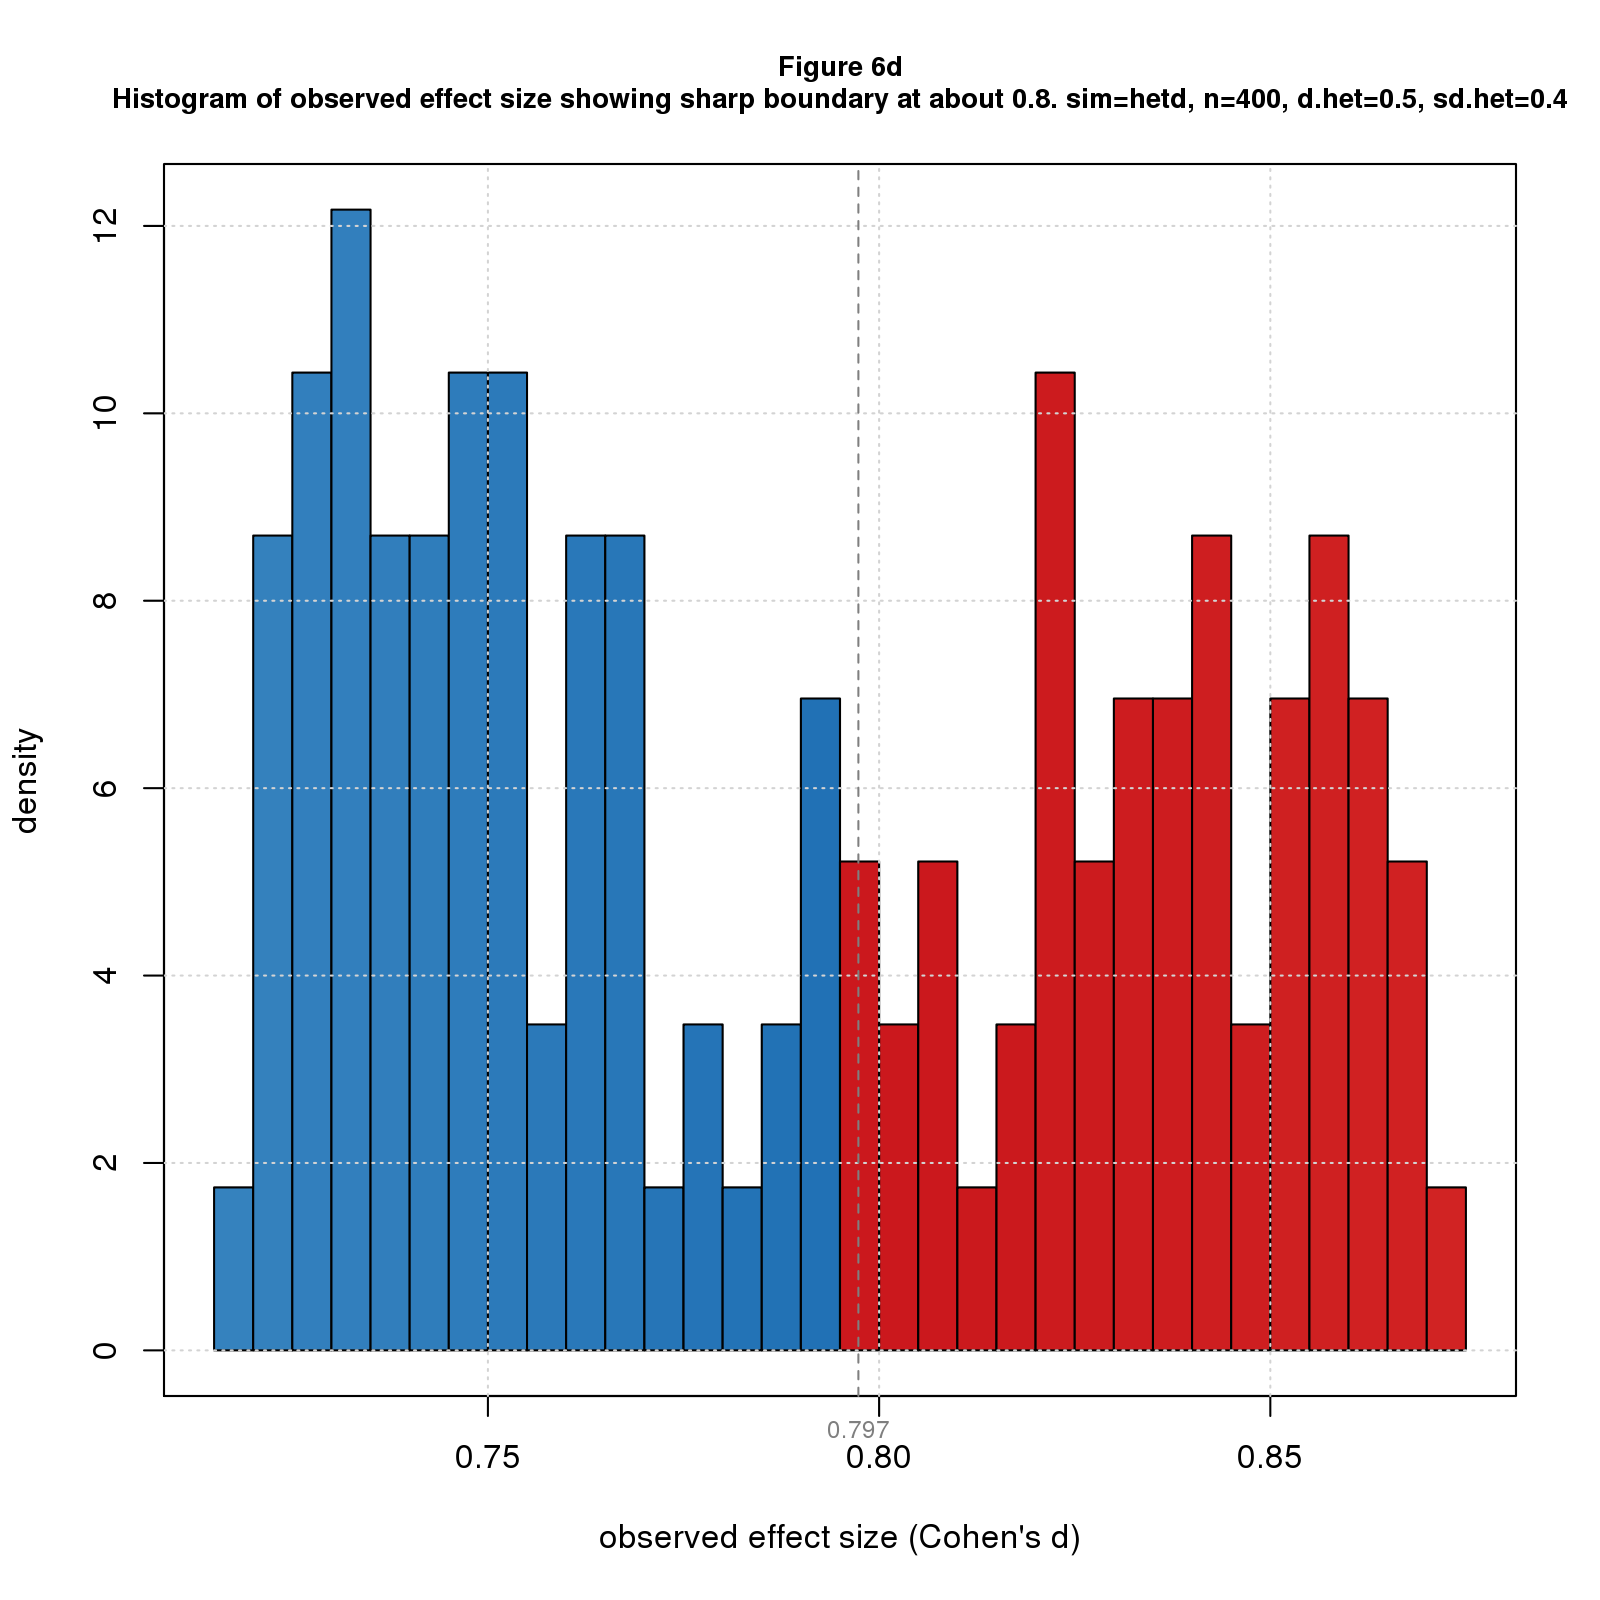 Figure 6d
Histogram of observed effect size showing sharp boundary at about 0.8. sim=hetd, n=400, d.het=0.5, sd.het=0.4
12
10
8
6
4
2
0
density
0.797
0.75 0.80 0.85
observed effect size (Cohen's d)